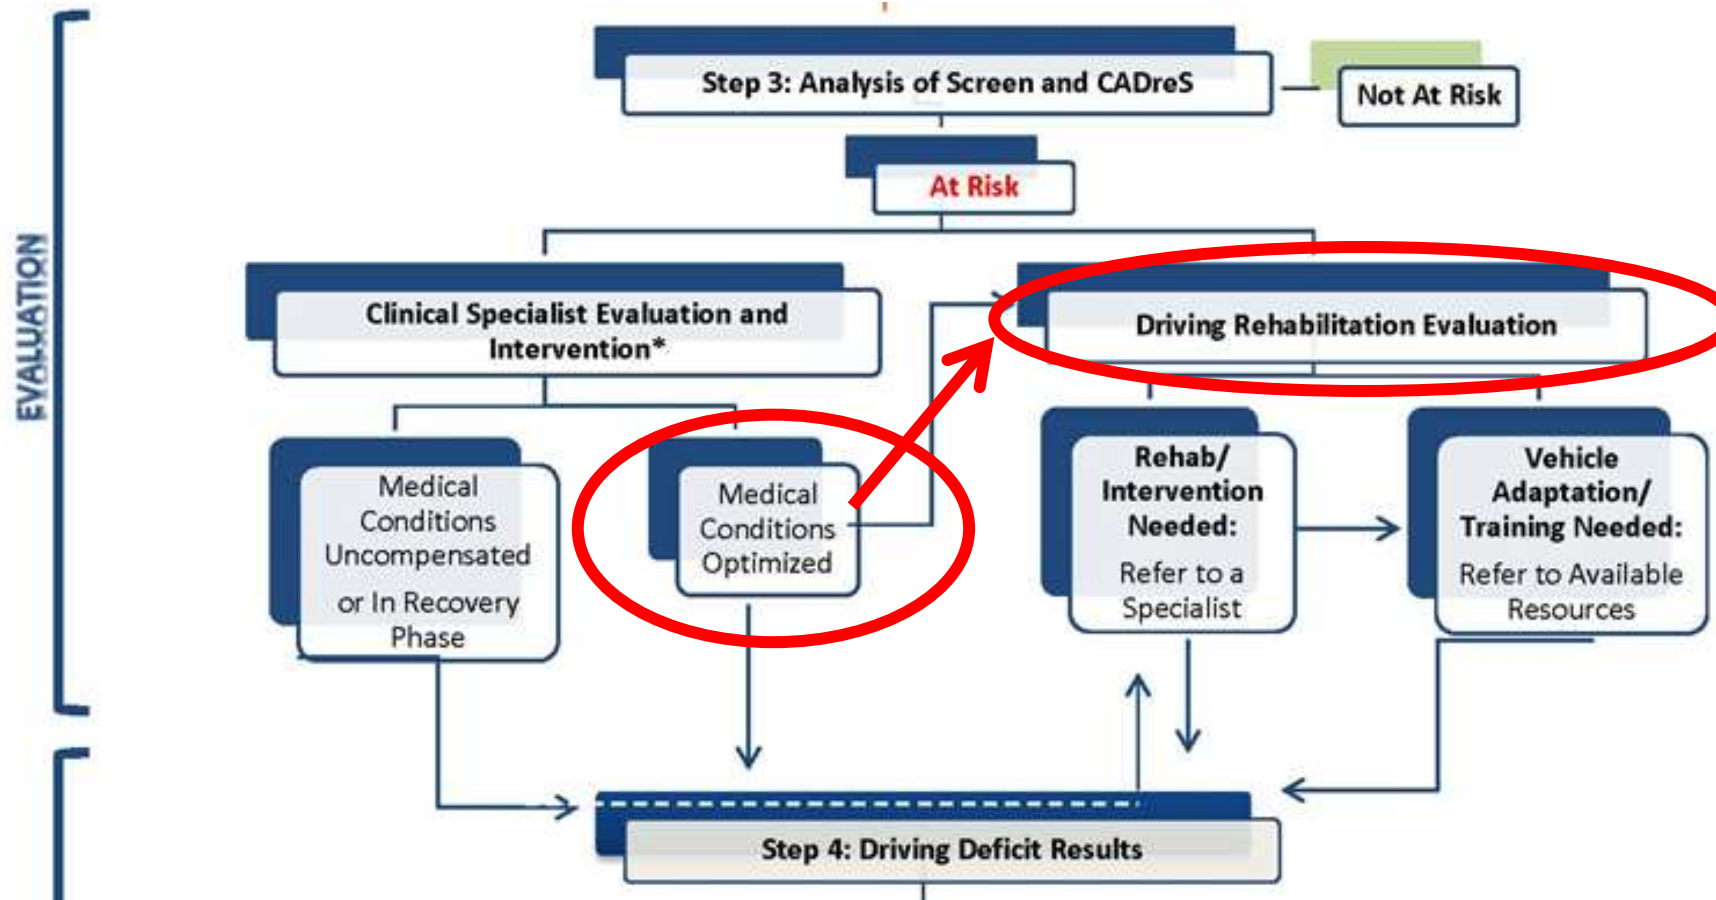 Step 3: Analysis of Screen and CADreS
Not At Risk
At Risk
EVALUATION
Clinical Specialist Evaluation and
Intervention*
Driving Rehabilitation Evaluation
Medical
Conditions
Uncompensated
or In Recovery
Phase
Medical
Conditions
Optimized
Rehab/
Intervention
Needed:
Refer to a
Specialist
Vehicle
Adaptation/
Training Needed:
Refer to Available
Resources
Step 4: Driving Deficit Results